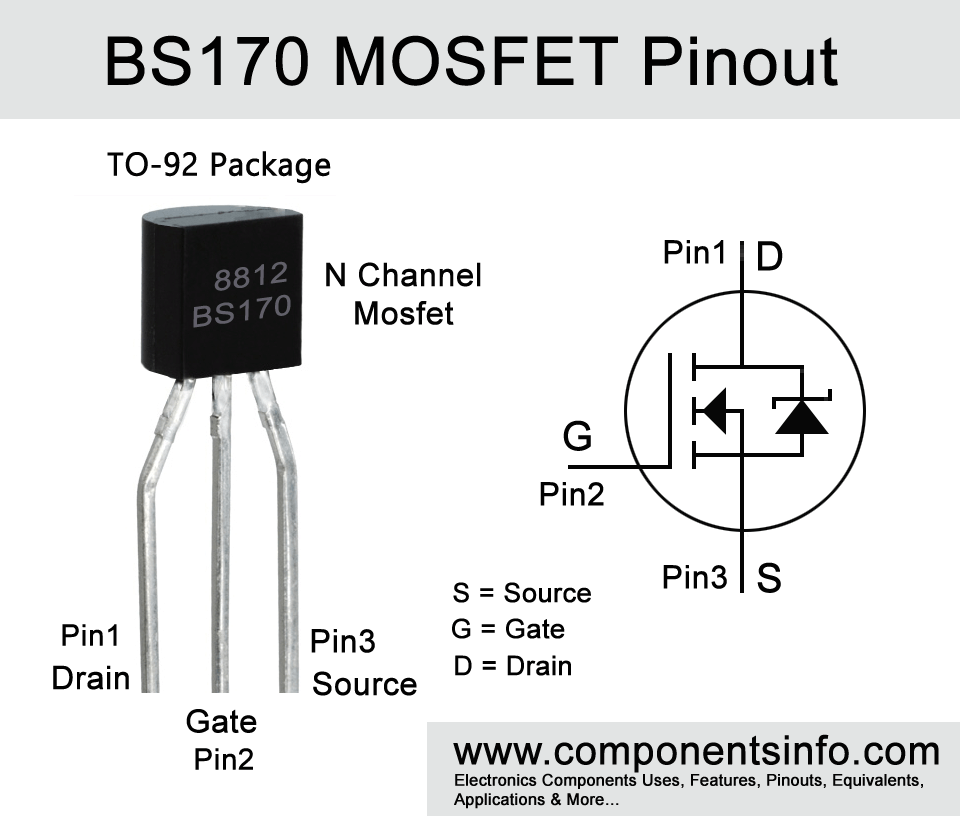 BS170 MOSFET Pinout
TO-92 Package
8812
BS170
N Channel
Mosfet
Pin1
Drain
Gate
Pin2
Pin3
Source
Pin1 D
G
Pin2
Pin3 S
S = Source
G = Gate
D = Drain
www.componentsinfo.com
Electronics Components Uses, Features, Pinouts, Equivalents,
Applications & More...